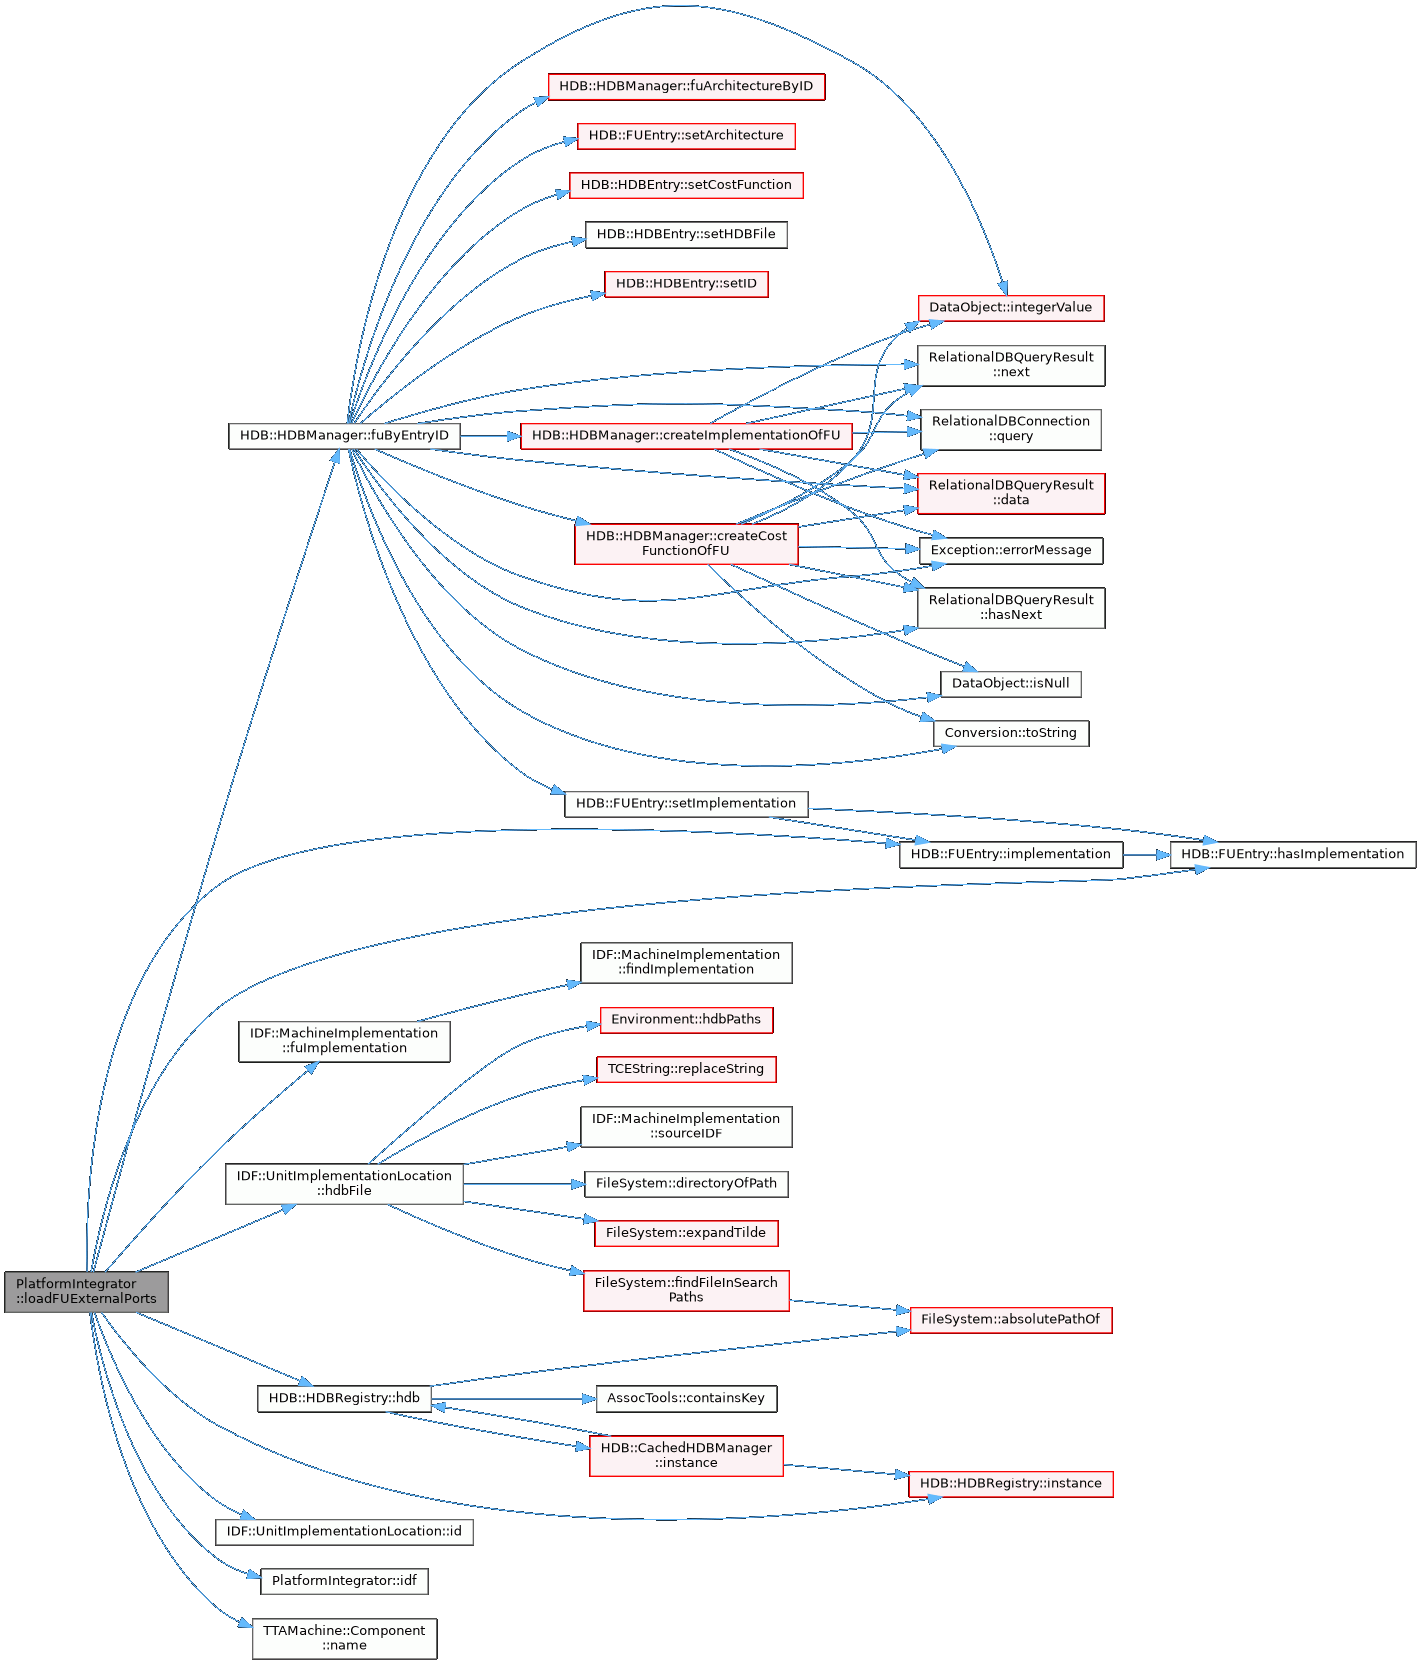 HDB::HDBManager::fuArchitectureByID
HDB::FUEntry::setArchitecture
HDB::HDBEntry::setCostFunction
HDB::HDBEntry::setHDBFile
HDB::HDBEntry::setID
DataObject::integerValue
RelationalDBQueryResult
::next
RelationalDBConnection
::query
HDB::HDBManager::fuByEntryID
HDB::HDBManager::createImplementationOfFU
RelationalDBQueryResult
::data
HDB::HDBManager::createCost
FunctionOfFU
Exception::errorMessage
RelationalDBQueryResult
::hasNext
DataObject::isNull
Conversion::toString
HDB::FUEntry::setImplementation
HDB::FUEntry::implementation
HDB::FUEntry::hasImplementation
IDF::MachineImplementation
::findImplementation
Environment::hdbPaths
IDF::MachineImplementation
::fuImplementation
TCEString::replaceString
IDF::MachineImplementation
::sourceIDF
IDF::UnitImplementationLocation
::hdbFile
FileSystem::directoryOfPath
FileSystem::expandTilde
PlatformIntegrator
::loadFUExternalPorts
FileSystem::findFileInSearch
Paths
FileSystem::absolutePathOf
HDB::HDBRegistry::hdb
AssocTools::containsKey
HDB::CachedHDBManager
::instance
HDB::HDBRegistry::instance
IDF::UnitImplementationLocation::id
PlatformIntegrator::idf
TTAMachine::Component
::name